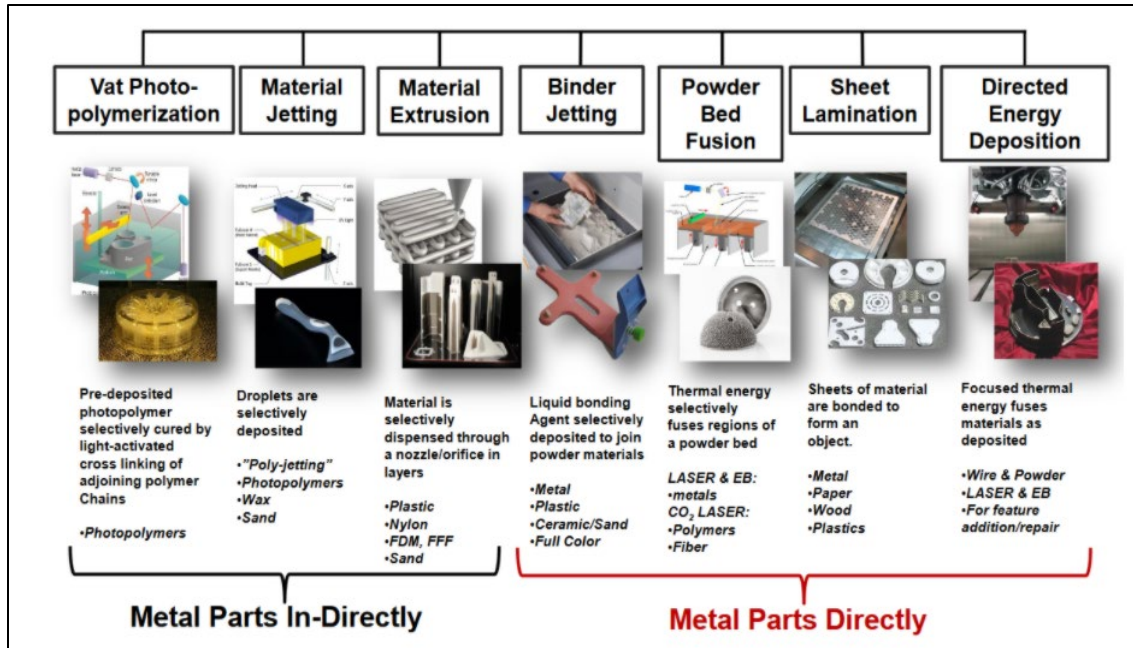 Vat Photo-
polymerization
Material
Jetting
Material
Extrusion
Binder
Jetting
Powder
Bed
Fusion
Sheet
Lamination
Directed
Energy
Deposition
Pre-deposited
photopolymer
selectively cured by
light-activated
cross linking of
adjoining polymer
Chains
•Photopolymers
Droplets are
selectively
deposited
•"Poly-jetting"
•Photopolymers
•Wax
•Sand
Material is
selectively
dispensed through
a nozzle/orifice in
layers
•Plastic
•Nylon
•FDM, FFF
•Sand
Liquid bonding
Agent selectively
deposited to join
powder materials
•Metal
•Plastic
•Ceramic/Sand
•Full Color
Thermal energy
selectively
fuses regions of
a powder bed
LASER & EB:
•metals
CO₂ LASER:
•Polymers
•Fiber
Sheets of material
are bonded to
form an
object.
•Metal
•Paper
•Wood
•Plastics
Focused thermal
energy fuses
materials as
deposited
•Wire & Powder
•LASER & EB
•For feature
addition/repair
Metal Parts In-Directly
Metal Parts Directly